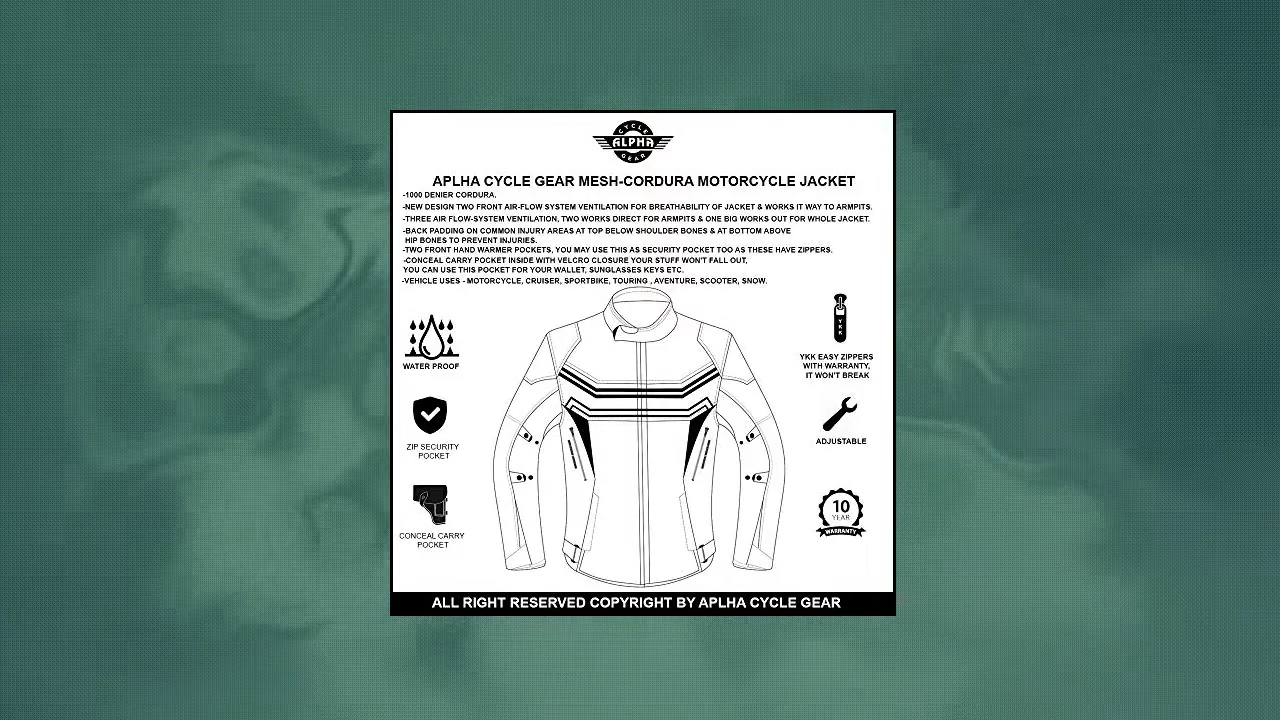 CYCLE
ALPHA
GEAR
APLHA CYCLE GEAR MESH-CORDURA MOTORCYCLE JACKET
-1000 DENIER CORDURA.
-NEW DESIGN TWO FRONT AIR-FLOW SYSTEM VENTILATION FOR BREATHABILITY OF JACKET & WORKS IT WAY TO ARMPITS.
-THREE AIR FLOW-SYSTEM VENTILATION, TWO WORKS DIRECT FOR ARMPITS & ONE BIG WORKS OUT FOR WHOLE JACKET.
-BACK PADDING ON COMMON INJURY AREAS AT TOP BELOW SHOULDER BONES & AT BOTTOM ABOVE
HIP BONES TO PREVENT INJURIES.
-TWO FRONT HAND WARMER POCKETS, YOU MAY USE THIS AS SECURITY POCKET TOO AS THESE HAVE ZIPPERS.
-CONCEAL CARRY POCKET INSIDE WITH VELCRO CLOSURE YOUR STUFF WON'T FALL OUT,
YOU CAN USE THIS POCKET FOR YOUR WALLET, SUNGLASSES KEYS ETC.
-VEHICLE USES - MOTORCYCLE, CRUISER, SPORTBIKE, TOURING , AVENTURE, SCOOTER, SNOW.
WATER PROOF
ZIP SECURITY
POCKET
CONCEAL CARRY
POCKET
YKK
YKK EASY ZIPPERS
WITH WARRANTY,
IT WON'T BREAK
ADJUSTABLE
10
YEAR
WARRANTY
ALL RIGHT RESERVED COPYRIGHT BY APLHA CYCLE GEAR